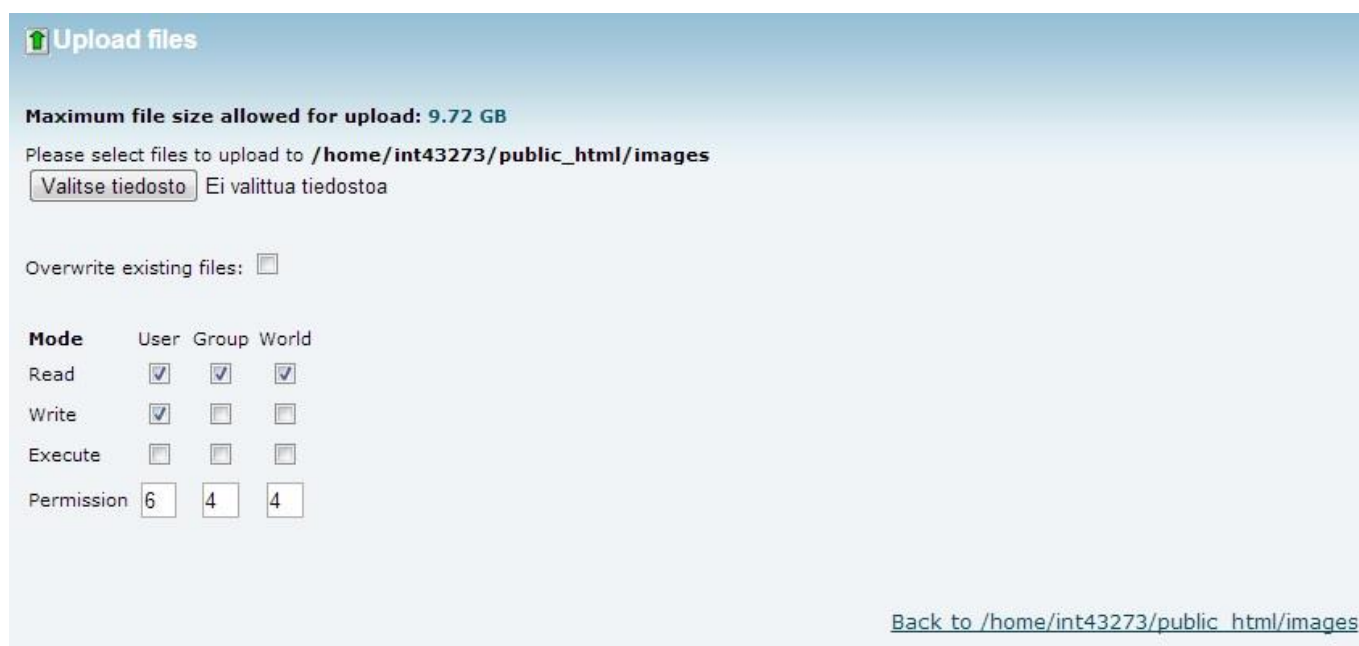 Upload files
Maximum file size allowed for upload: 9.72 GB
Please select files to upload to /home/int43273/public_html/images
Valitse tiedosto Ei valittua tiedostoa
Overwrite existing files:
Mode User Group World
Read
Write
Execute
Permission 6 4 4
Back to /home/int43273/public_html/images